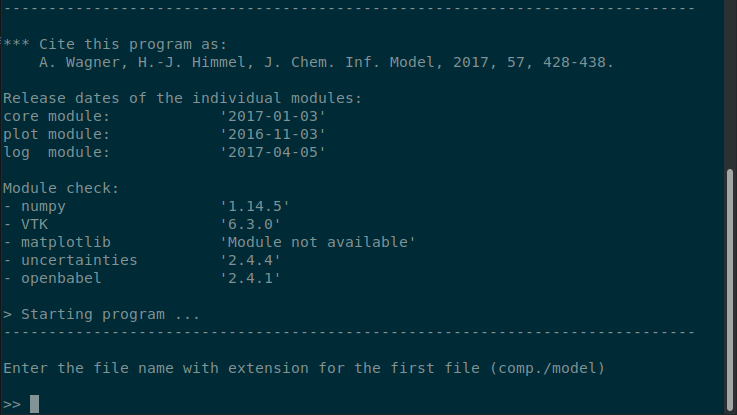 -----------------------------------------------------------------------------
*** Cite this program as:
    A. Wagner, H.-J. Himmel, J. Chem. Inf. Model, 2017, 57, 428-438.
Release dates of the individual modules:
core module:            '2017-01-03'
plot module:            '2016-11-03'
log  module:            '2017-04-05'
Module check:
- numpy                 '1.14.5'
- VTK                   '6.3.0'
- matplotlib            'Module not available'
- uncertainties         '2.4.4'
- openbabel             '2.4.1'
> Starting program ...
-----------------------------------------------------------------------------
Enter the file name with extension for the first file (comp./model)
>>